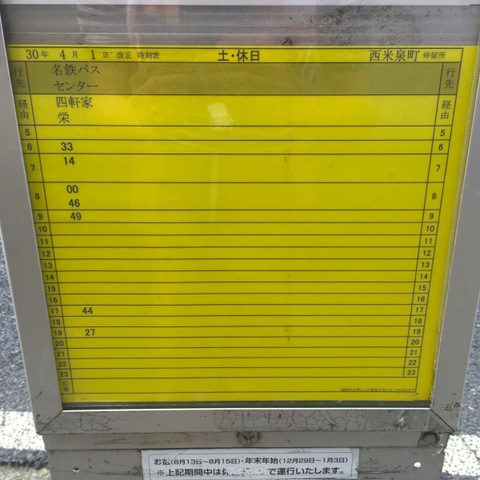 30年 4月 1日改正 時刻表 土・休日 西米泉町 停留所
行先 名鉄バスセンター 行先
経由 四軒家 栄 経由
5 5
6 33 6
7 14 7
8 00 46 8
9 49 9
10 10
11 11
12 12
13 13
14 14
15 15
16 16
17 44 17
18 18
19 27 19
20 20
21 21
22 22
23 23
お盆(8月13日~8月15日)・年末年始(12月29日~1月3日)
※上記期間中は で運行いたします。